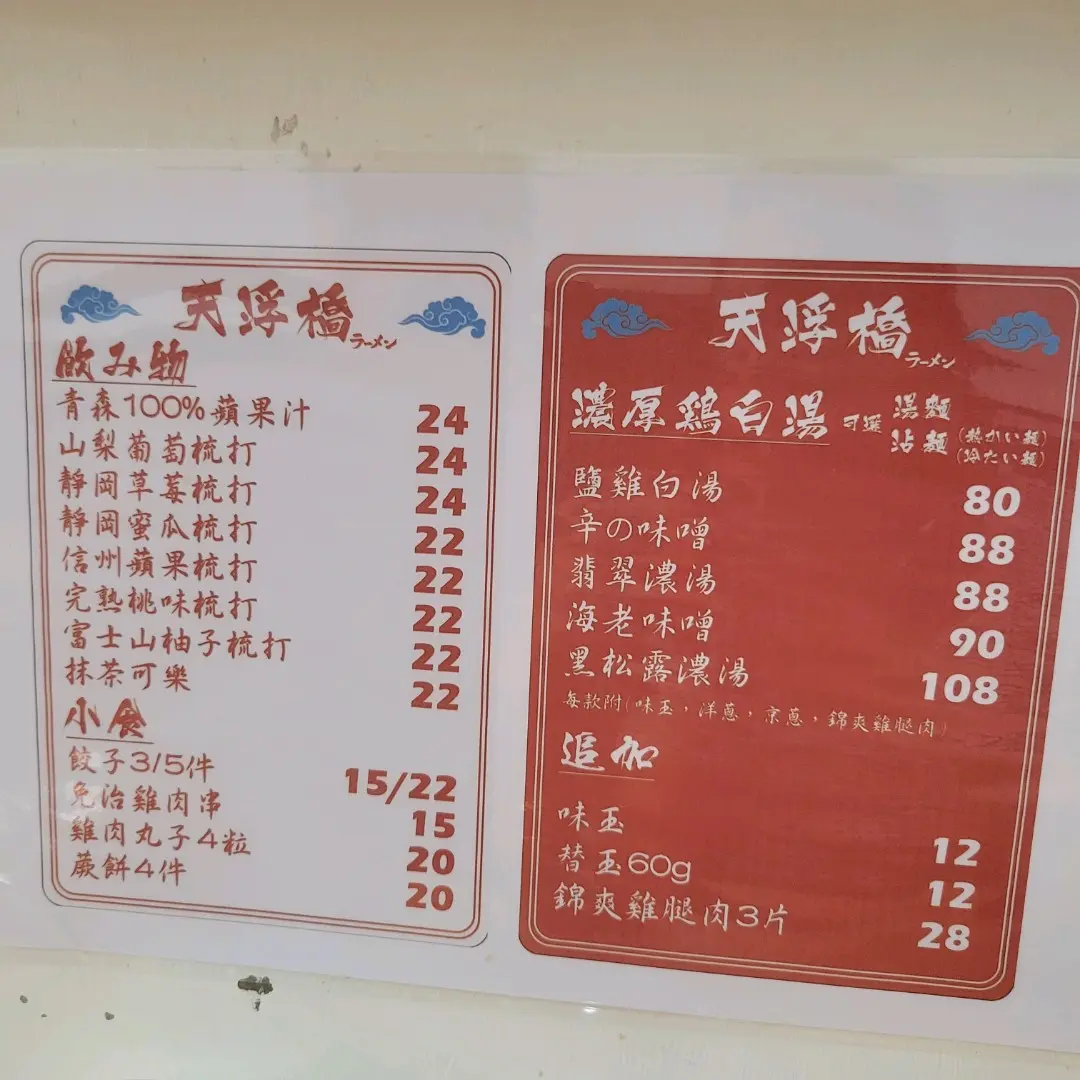 天浮橋
ラーメン
飲み物
青森100%蘋果汁 24
山梨葡萄梳打 24
靜岡草莓梳打 24
靜岡蜜瓜梳打 22
信州蘋果梳打 22
完熟桃味梳打 22
富士山柚子梳打 22
抹茶可樂 22
小食
餃子3/5件 15/22
免治雞肉串 15
雞肉丸子4粒 20
蕨餅4件 20
天浮橋
ラーメン
濃厚鶏白湯 可選 湯麵
沾麵 (熱かい麺)
(冷たい麺)
鹽雞白湯 80
辛の味噌 88
翡翠濃湯 88
海老味噌 90
黑松露濃湯 108
每款附(味玉，洋蔥，京蔥，錦爽雞腿肉)
追加
味玉 12
替玉60g 12
錦爽雞腿肉3片 28